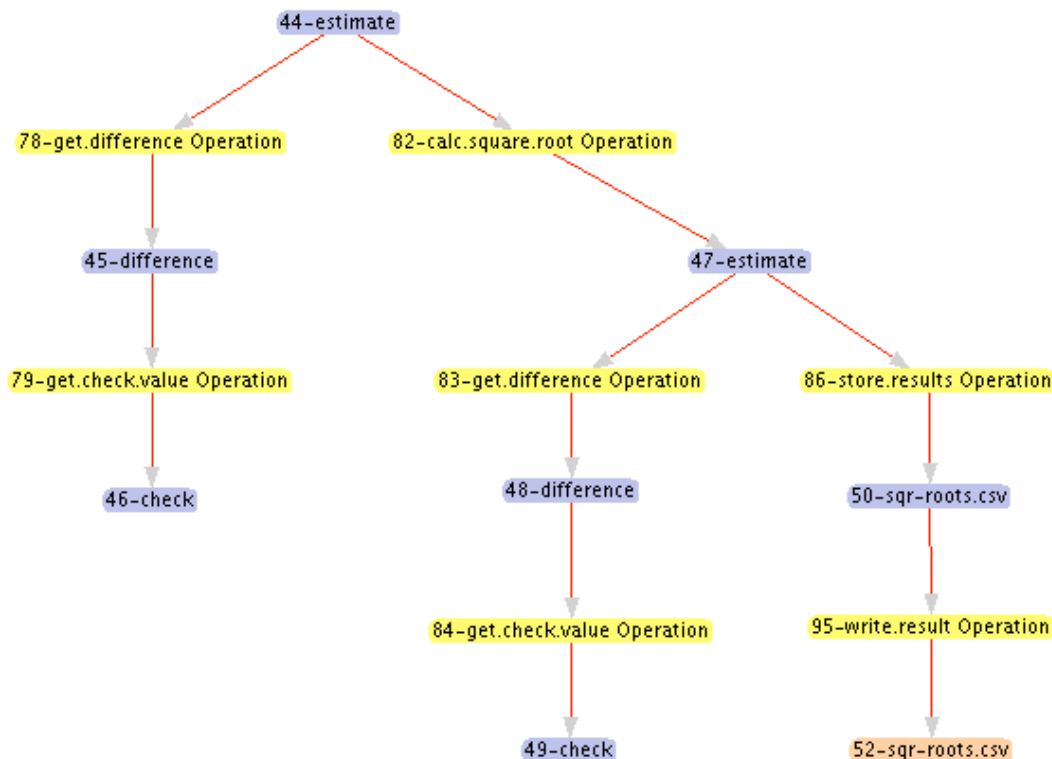 44-estimate
78-get.difference Operation
82-calc.square.root Operation
45-difference
47-estimate
79-get.check.value Operation
83-get.difference Operation
86-store.results Operation
46-check
48-difference
50-sqr-roots.csv
84-get.check.value Operation
95-write.result Operation
49-check
52-sqr-roots.csv